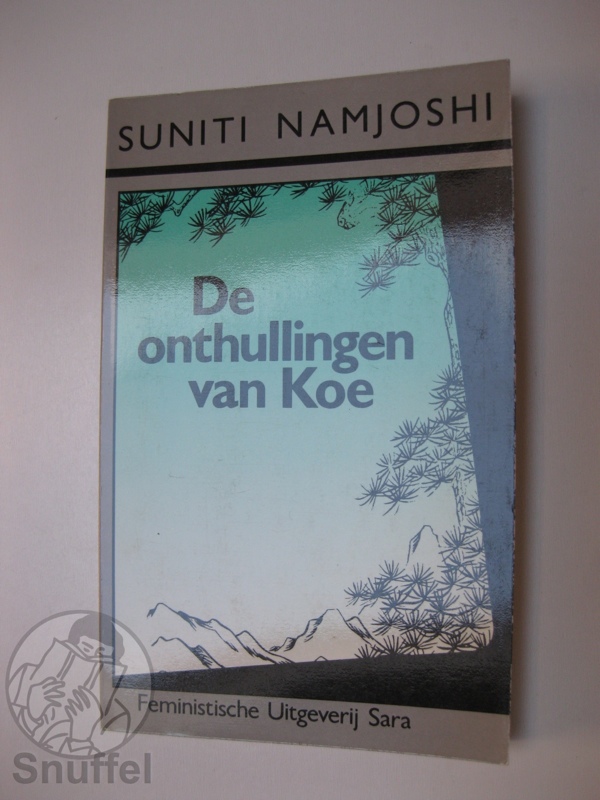 SUNITI NAMJOSHI
De
onthullingen
van Koe
Feministische Uitgeverij Sara
Snuffel